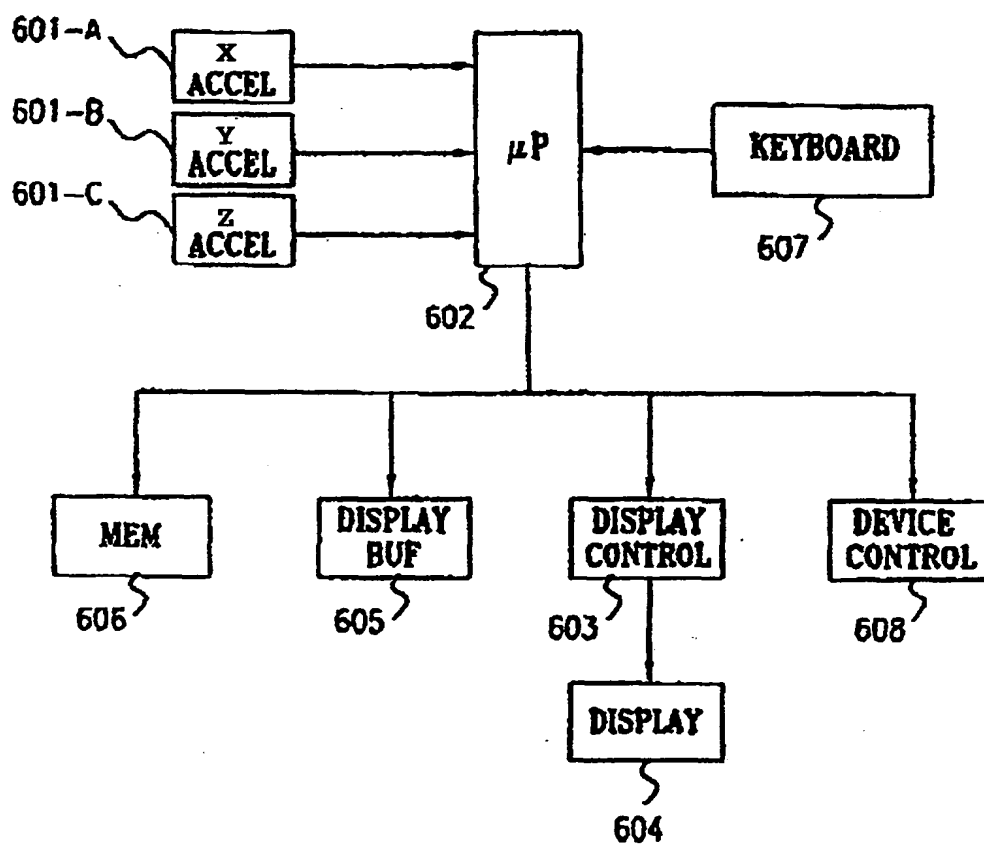 601-A
X
ACCEL
601-B
Y
ACCEL
601-C
Z
ACCEL
μP
602
KEYBOARD
607
MEM
606
DISPLAY
BUF
605
DISPLAY
CONTROL
603
DEVICE
CONTROL
608
DISPLAY
604